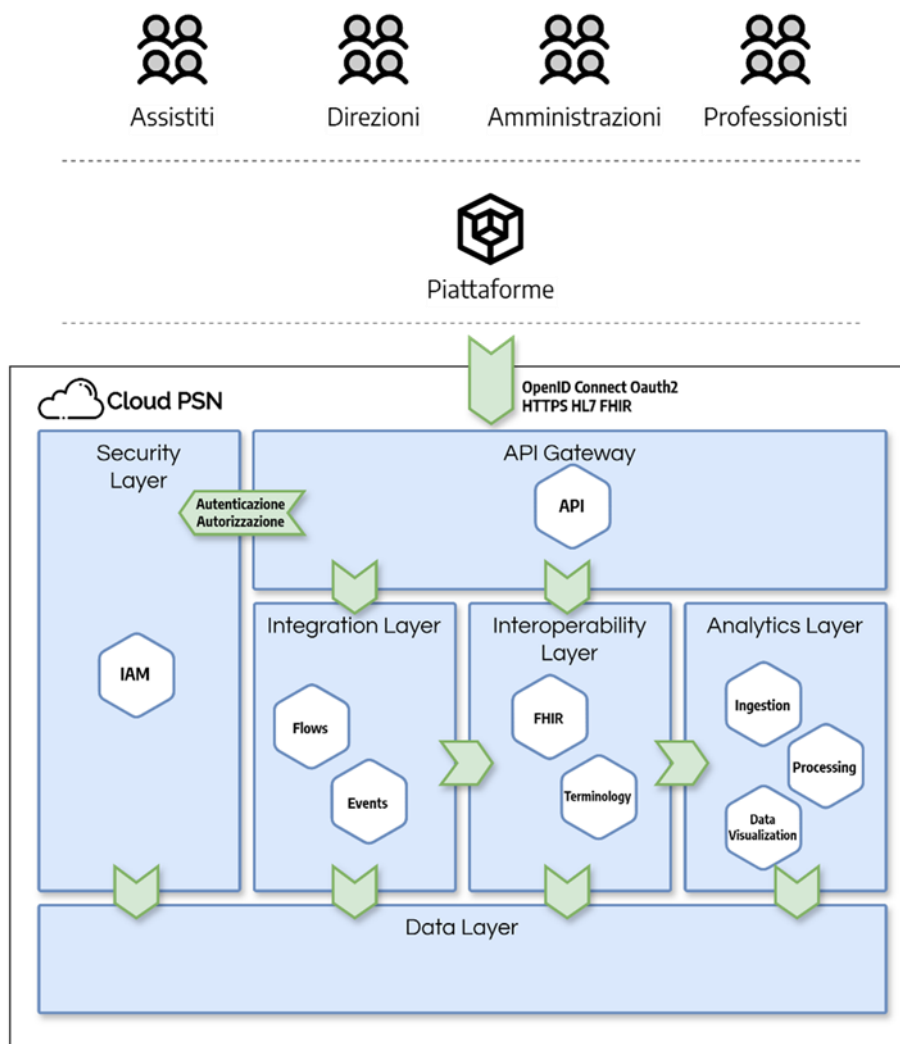 Assistiti
Direzioni
Amministrazioni
Professionisti
Piattaforme
OpenID Connect Oauth2
HTTPS HL7 FHIR
Cloud PSN
Security
Layer
API Gateway
API
Autenticazione
Autorizzazione
Integration Layer
Interoperability
Layer
Analytics Layer
IAM
Flows
Events
FHIR
Terminology
Ingestion
Processing
Data
Visualization
Data Layer